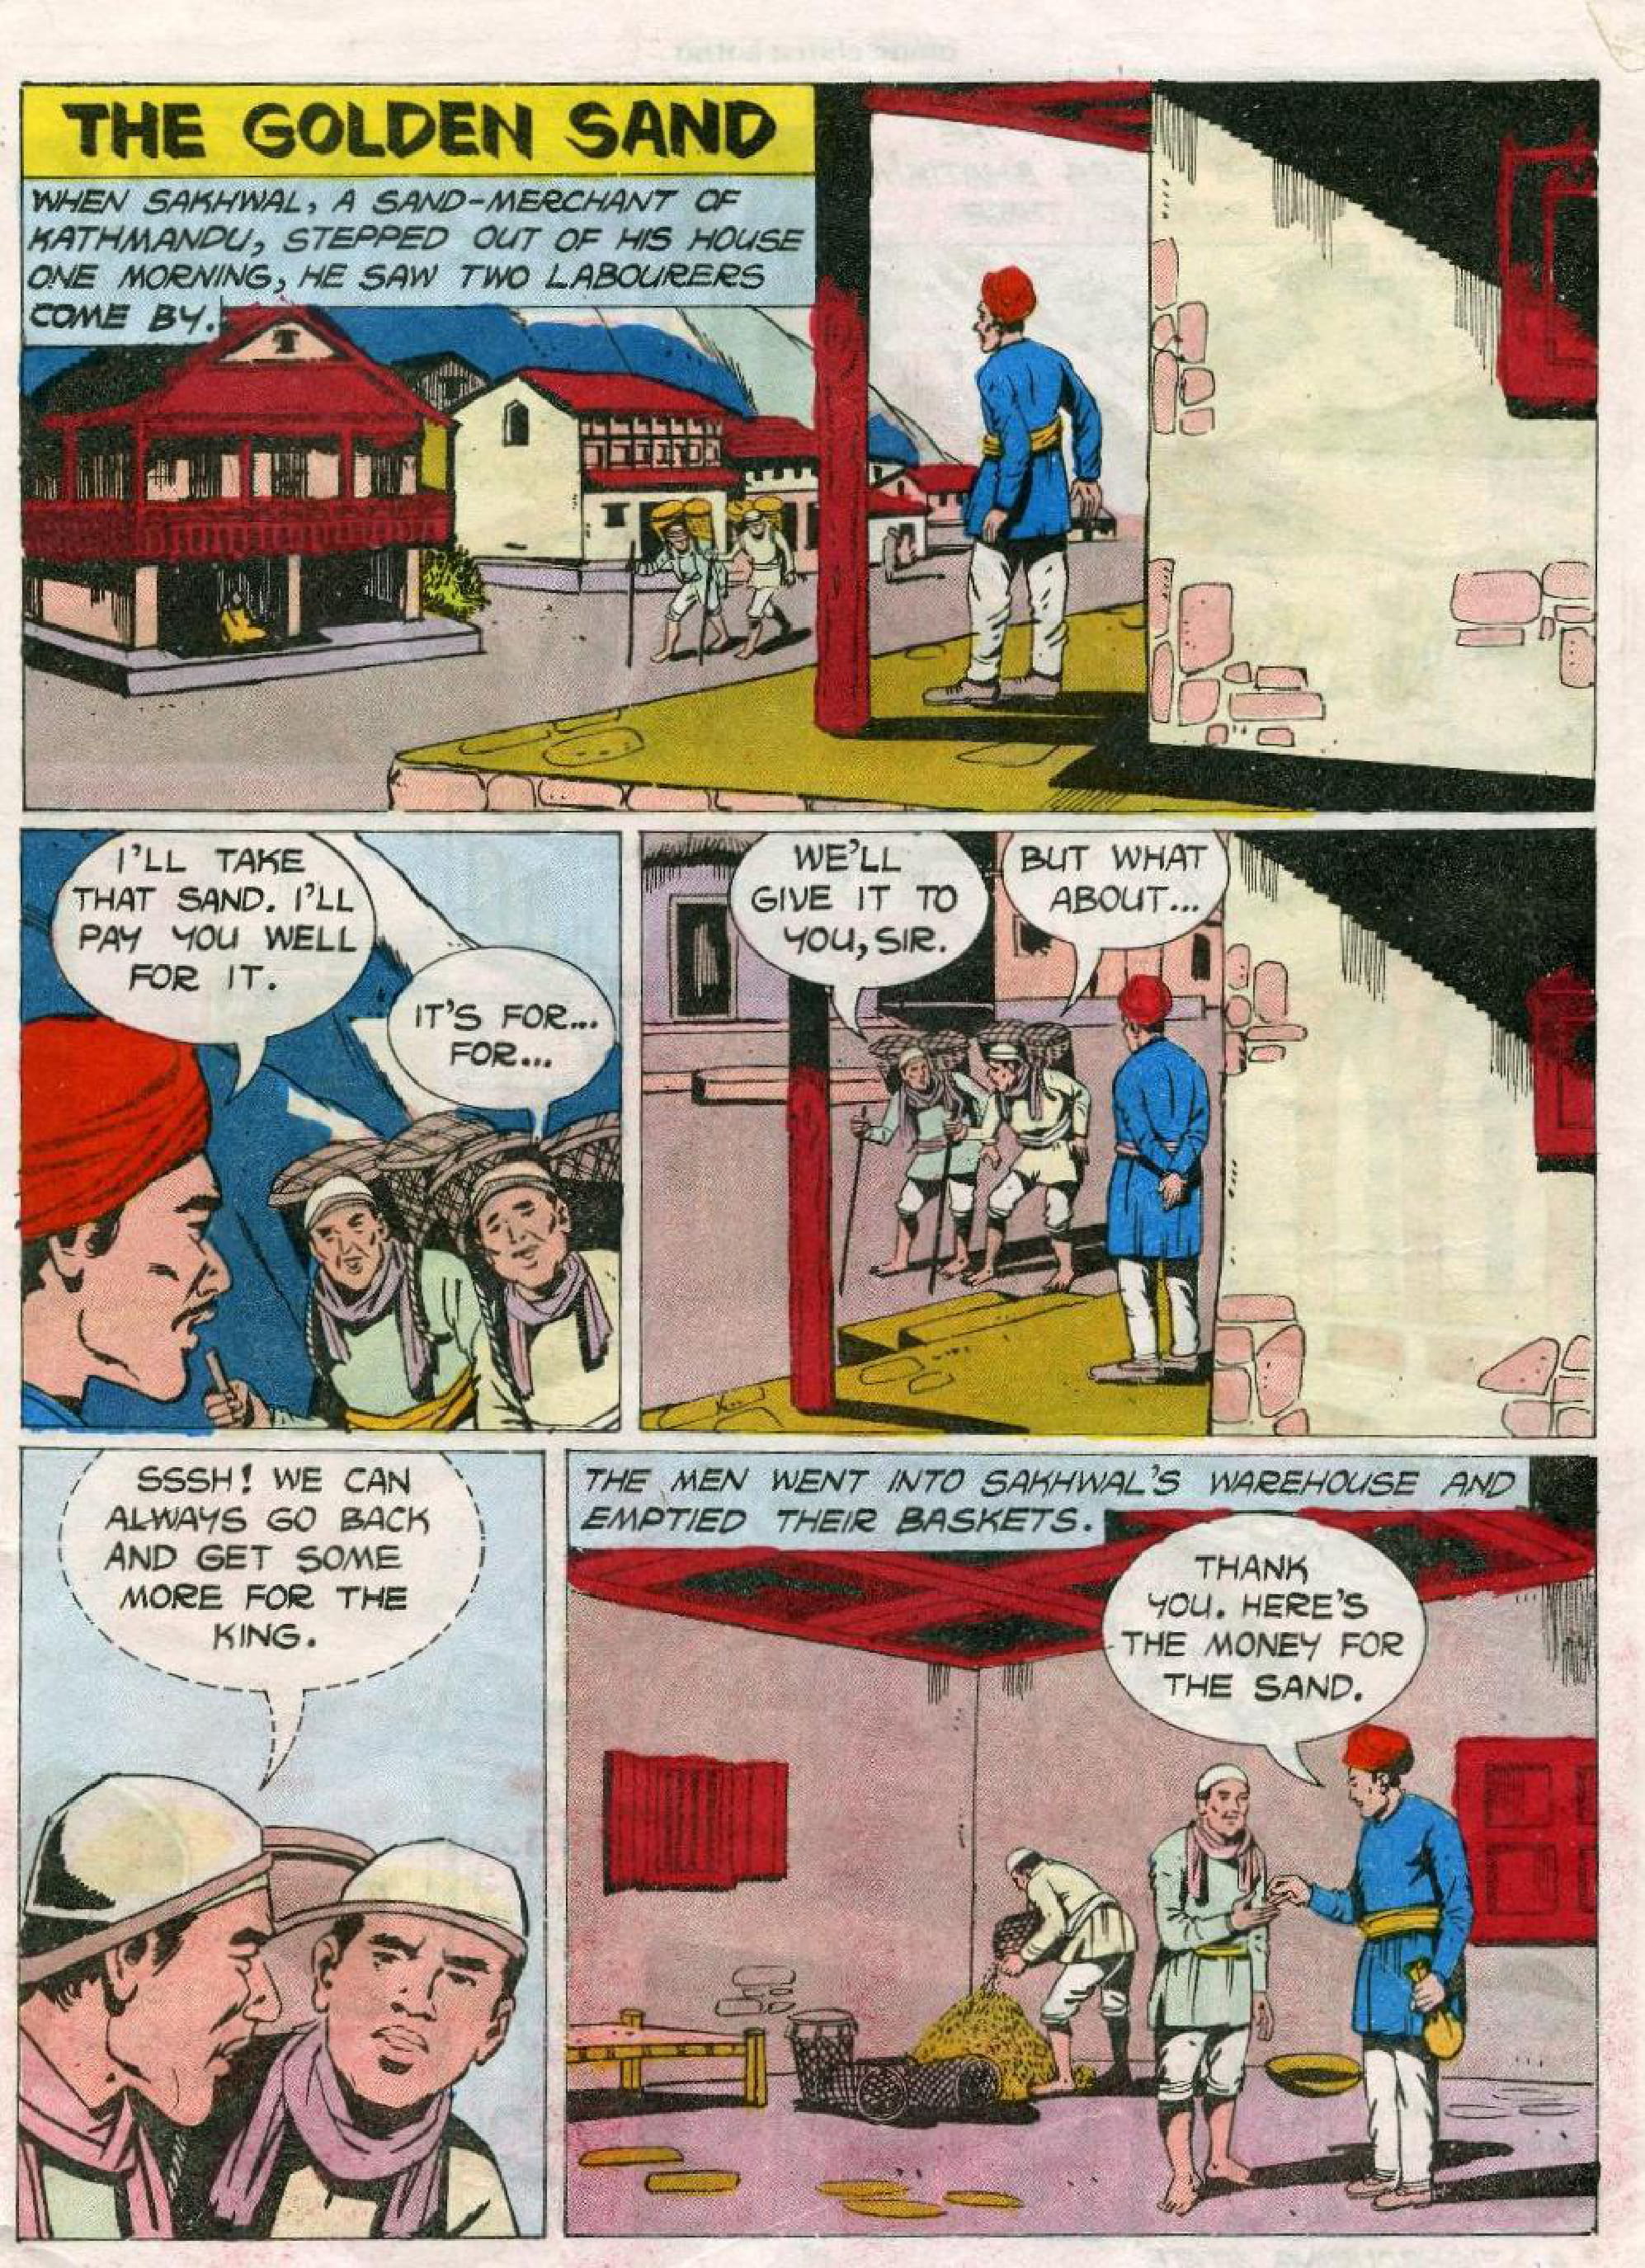 THE GOLDEN SAND
WHEN SAKHWAL, A SAND-MERCHANT OF
KATHMANDU, STEPPED OUT OF HIS HOUSE
ONE MORNING, HE SAW TWO LABOURERS
COME BY.
I'LL TAKE
THAT SAND. I'LL
PAY YOU WELL
FOR IT.
IT'S FOR...
FOR...
WE'LL
GIVE IT TO
YOU, SIR.
BUT WHAT
ABOUT...
SSSH! WE CAN
ALWAYS GO BACK
AND GET SOME
MORE FOR THE
KING.
THE MEN WENT INTO SAKHWAL'S WAREHOUSE AND
EMPTIED THEIR BASKETS.
THANK
YOU. HERE'S
THE MONEY FOR
THE SAND.